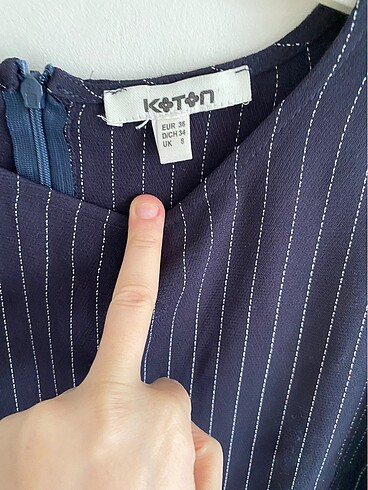 KOTON
EUR 36
D/CH 34
UK 8